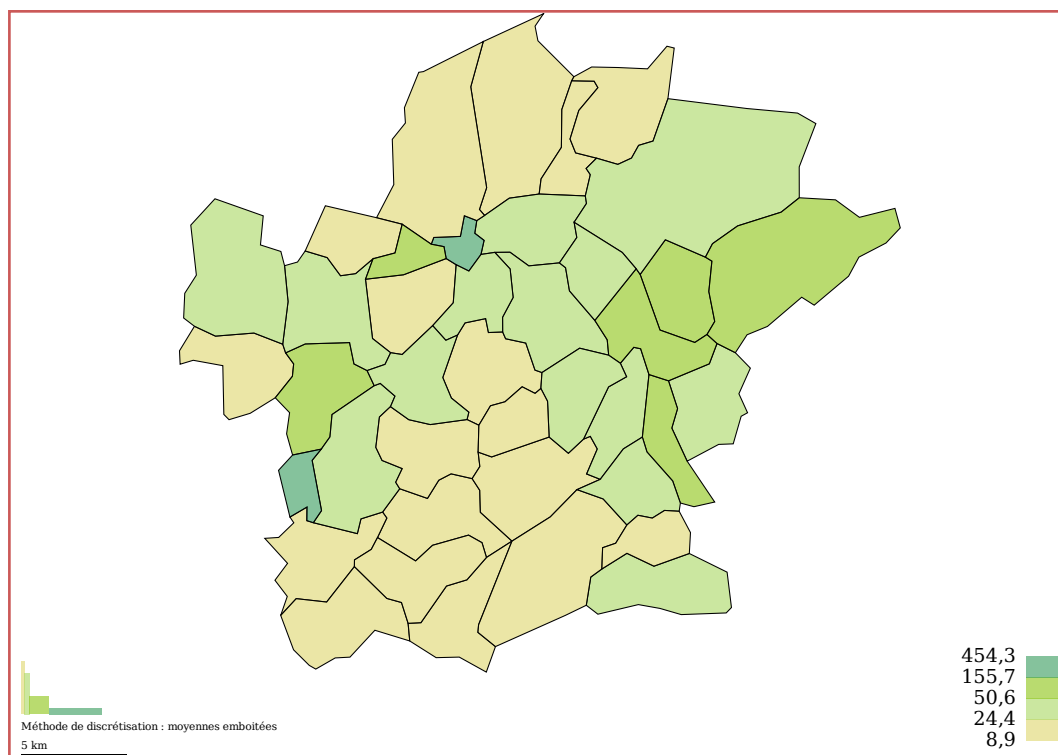 454,3
155,7
50,6
24,4
8,9
Méthode de discrétisation : moyennes emboitées
5 km